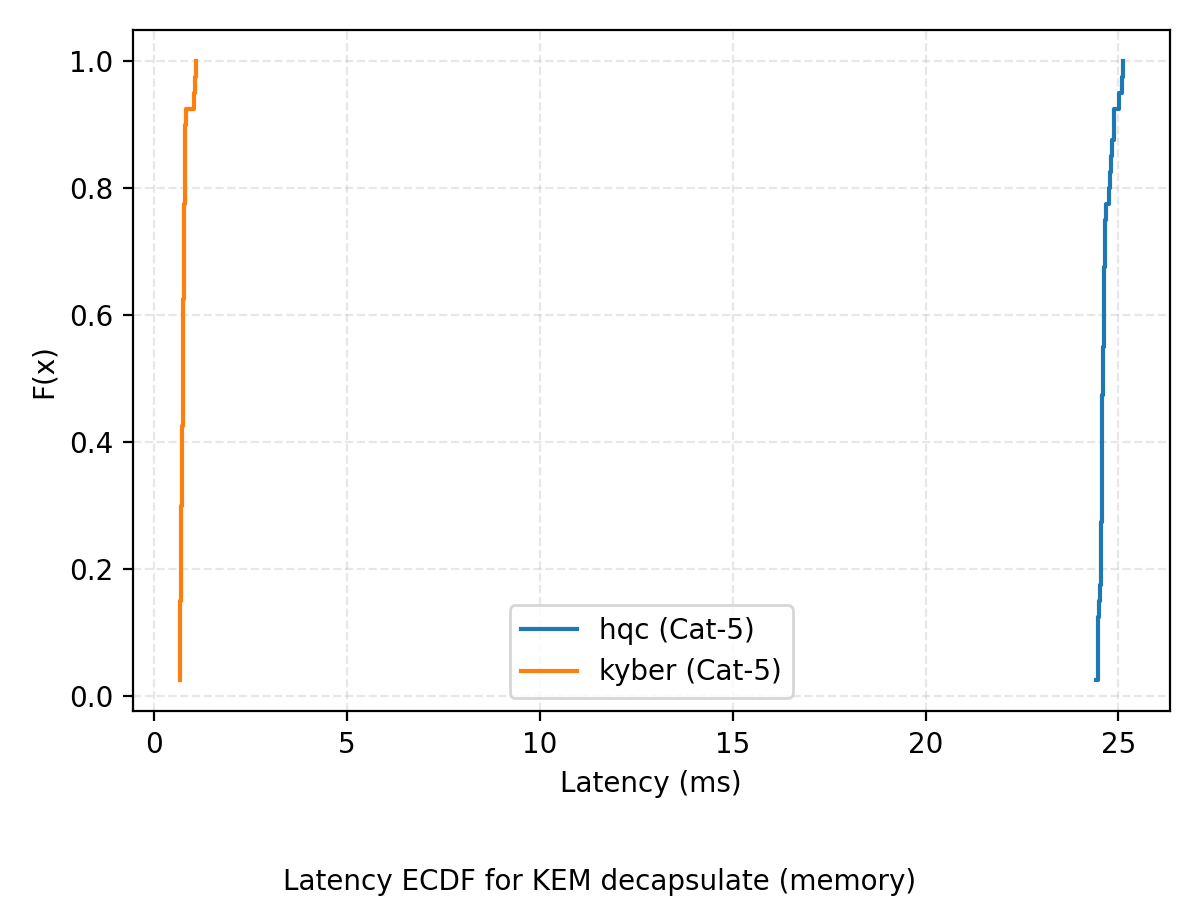 1.0
0.8
0.6
0.4
0.2
0.0
F(x)
hqc (Cat-5)
kyber (Cat-5)
0 5 10 15 20 25
Latency (ms)
Latency ECDF for KEM decapsulate (memory)